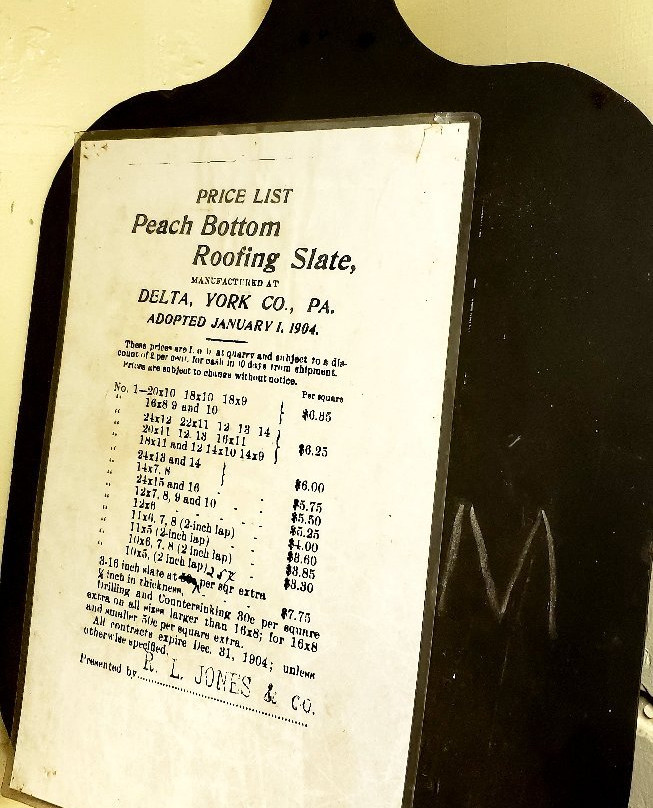 PRICE LIST
Peach Bottom
Roofing Slate,
MANUFACTURED AT
DELTA, YORK CO., PA.
ADOPTED JANUARY 1, 1904.
These prices are f. o. b. at quarry and subject to a dis-
count of 2 per cent. for cash in 10 days from shipment.
Prices are subject to change without notice.
Per square
No. 1—20x10 18x10 18x9
" 16x8 9 and 10 } $6.85
" 24x12 22x11 12 13 14
" 20x11 12 13 16x11
" 18x11 and 12 14x10 14x9 } $6.25
" 24x13 and 14
" 14x7, 8 } $6.00
" 24x15 and 16 - - $5.75
" 12x7, 8, 9 and 10 - - $5.50
" 12x6 - - - - $5.25
" 11x6, 7, 8 (2-inch lap) - $4.00
" 11x5 (2-inch lap) - - $3.60
" 10x6, 7, 8 (2 inch lap) - $3.85
" 10x5, (2 inch lap) - $3.30
3-16 inch slate at per sqr extra
¼ inch in thickness, - - $7.75
Drilling and Countersinking 30c per square
extra on all sizes larger than 16x8; for 16x8
and smaller 50c per square extra.
All contracts expire Dec. 31, 1904; unless
otherwise specified.
Presented by R. L. JONES & CO.
M